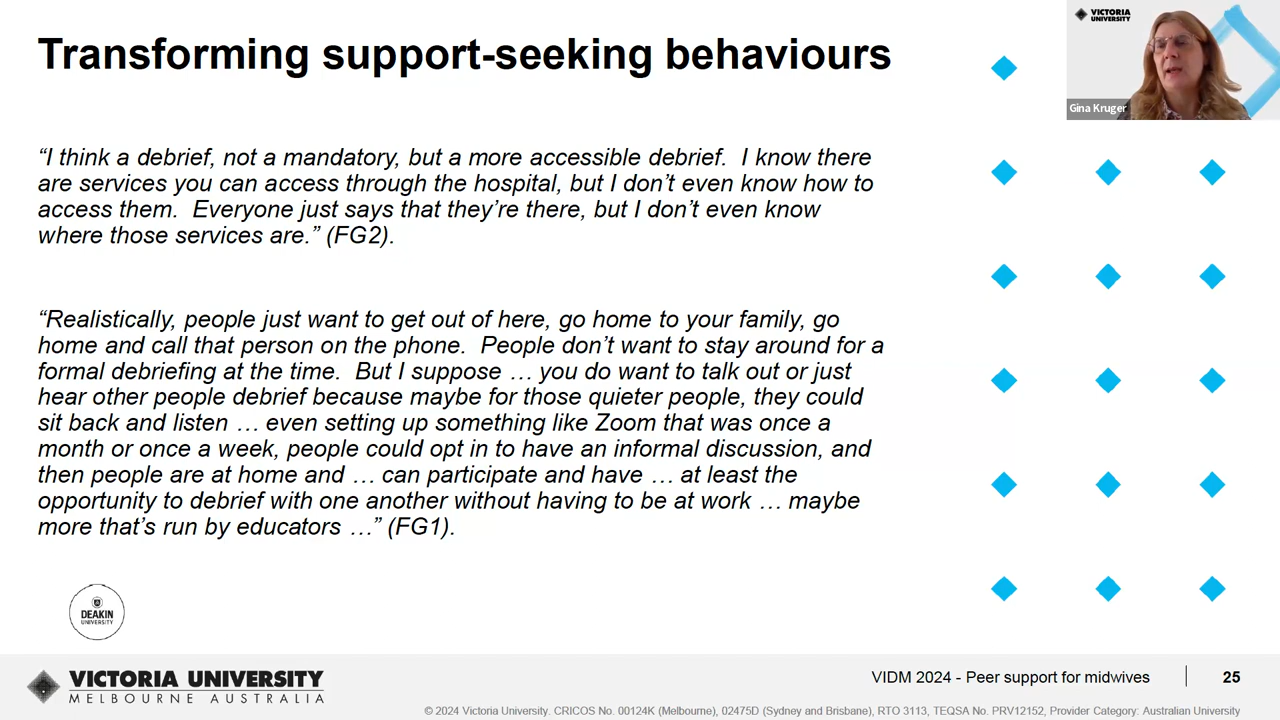 Transforming support-seeking behaviours
VICTORIA
UNIVERSITY
Gina Kruger
“I think a debrief, not a mandatory, but a more accessible debrief.  I know there
are services you can access through the hospital, but I don’t even know how to
access them.  Everyone just says that they’re there, but I don’t even know
where those services are.” (FG2).
“Realistically, people just want to get out of here, go home to your family, go
home and call that person on the phone.  People don’t want to stay around for a
formal debriefing at the time.  But I suppose … you do want to talk out or just
hear other people debrief because maybe for those quieter people, they could
sit back and listen … even setting up something like Zoom that was once a
month or once a week, people could opt in to have an informal discussion, and
then people are at home and … can participate and have … at least the
opportunity to debrief with one another without having to be at work … maybe
more that’s run by educators …” (FG1).
DEAKIN
UNIVERSITY
VICTORIA UNIVERSITY
MELBOURNE AUSTRALIA
VIDM 2024 - Peer support for midwives
25
© 2024 Victoria University. CRICOS No. 00124K (Melbourne), 02475D (Sydney and Brisbane), RTO 3113, TEQSA No. PRV12152, Provider Category: Australian University